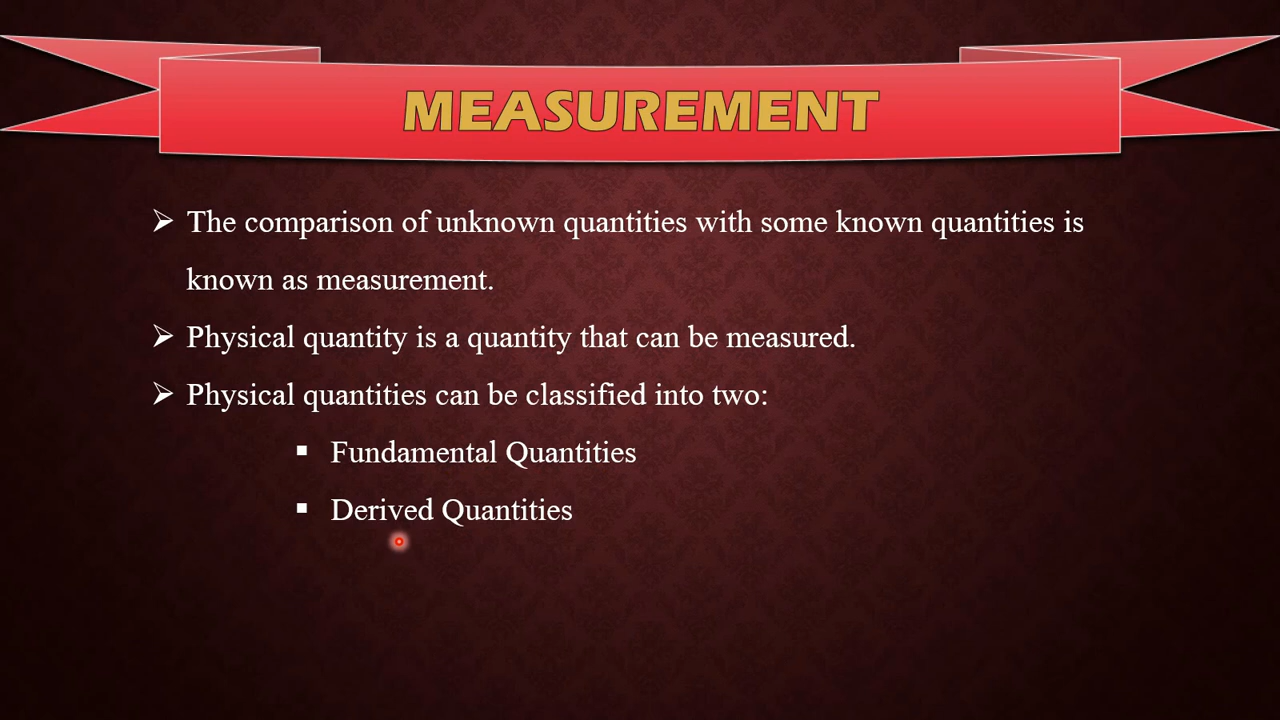 MEASUREMENT
➢ The comparison of unknown quantities with some known quantities is
known as measurement.
➢ Physical quantity is a quantity that can be measured.
➢ Physical quantities can be classified into two:
▪ Fundamental Quantities
▪ Derived Quantities